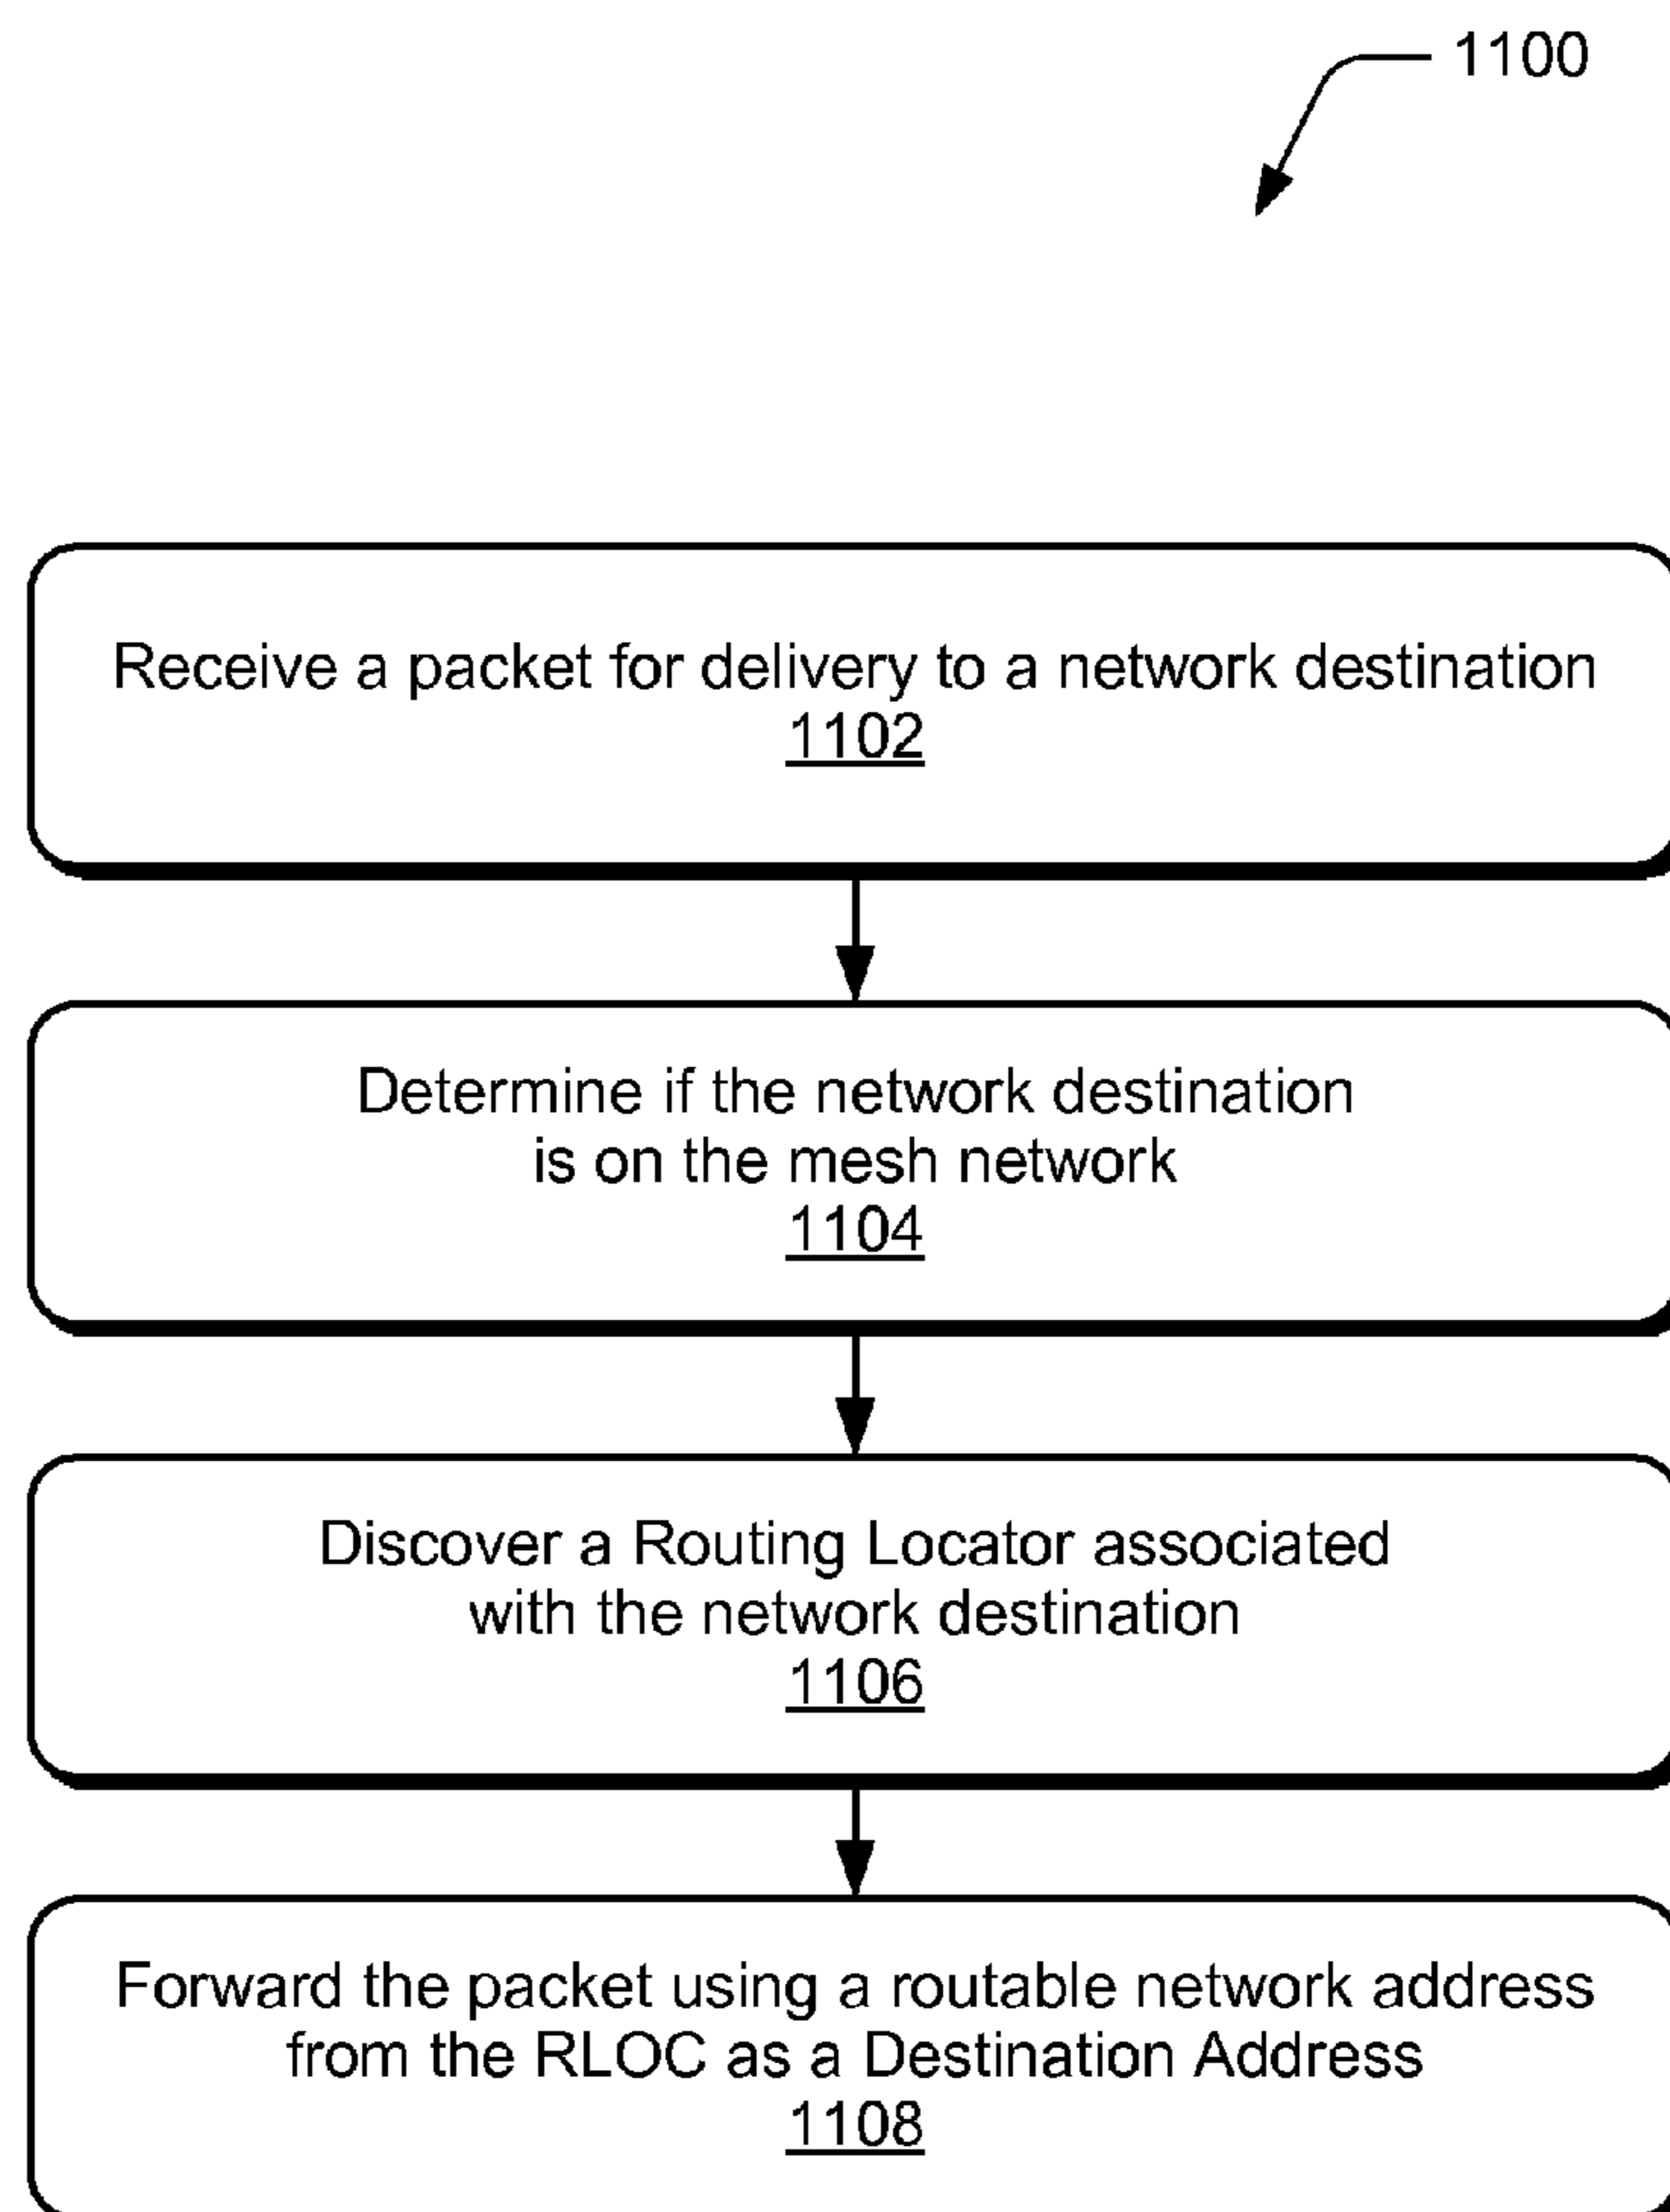 1100
Receive a packet for delivery to a network destination
1102
Determine if the network destination
is on the mesh network
1104
Discover a Routing Locator associated
with the network destination
1106
Forward the packet using a routable network address
from the RLOC as a Destination Address
1108